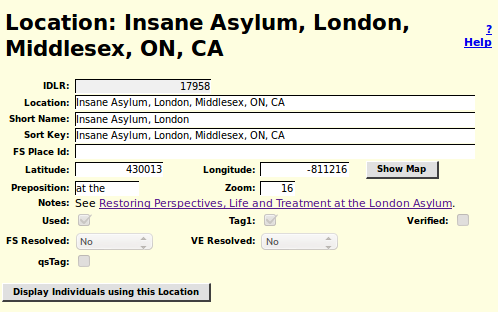 Location: Insane Asylum, London,
Middlesex, ON, CA
?
Help
IDLR: 17958
Location: Insane Asylum, London, Middlesex, ON, CA
Short Name: Insane Asylum, London
Sort Key: Insane Asylum, London, Middlesex, ON, CA
FS Place Id:
Latitude: 430013 Longitude: -811216 Show Map
Preposition: at the Zoom: 16
Notes: See Restoring Perspectives, Life and Treatment at the London Asylum.
Used: Tag1: Verified:
FS Resolved: No VE Resolved: No
qsTag:
Display Individuals using this Location